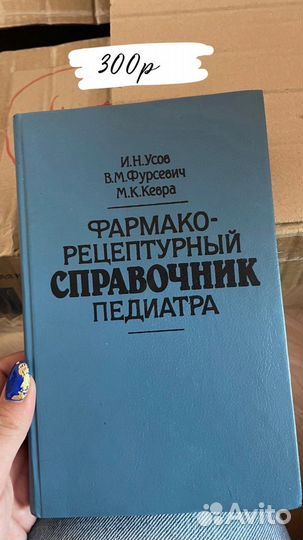 300р
И.Н.Усов
В.М.Фурсевич
М.К.Кевра
ФАРМАКО-
РЕЦЕПТУРНЫЙ
СПРАВОЧНИК
ПЕДИАТРА
Avito